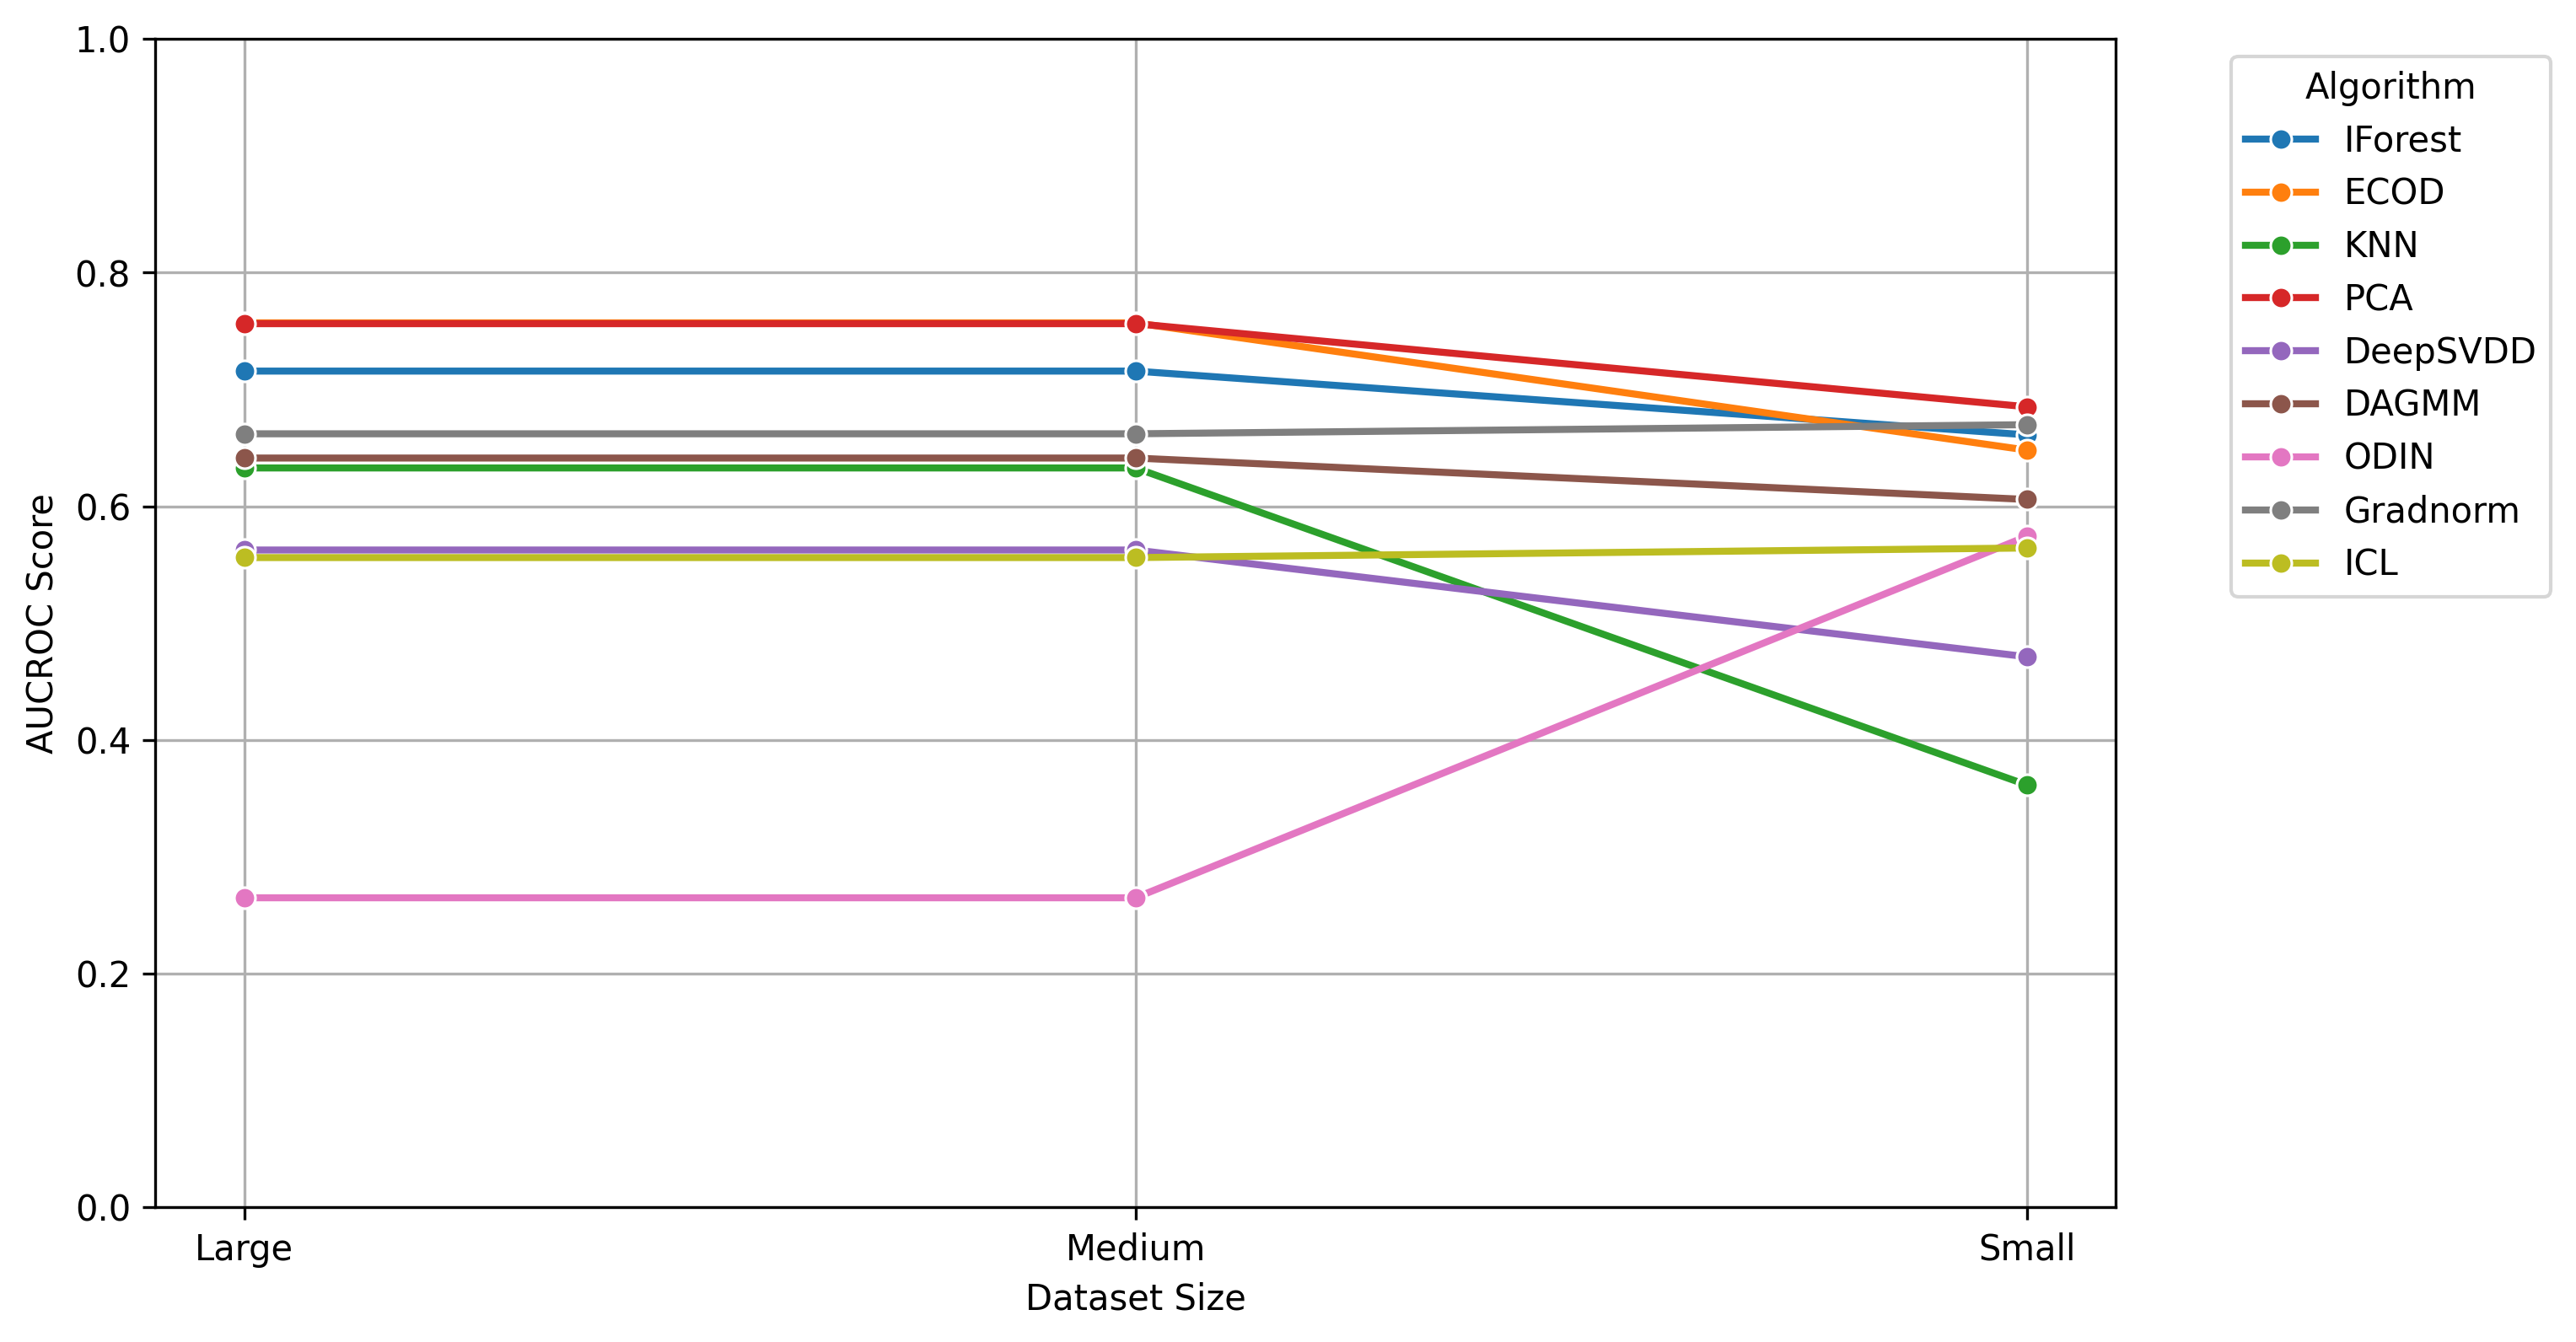 1.0
0.8
0.6
0.4
0.2
0.0
AUCROC Score
Large
Medium
Small
Dataset Size
Algorithm
IForest
ECOD
KNN
PCA
DeepSVDD
DAGMM
ODIN
Gradnorm
ICL